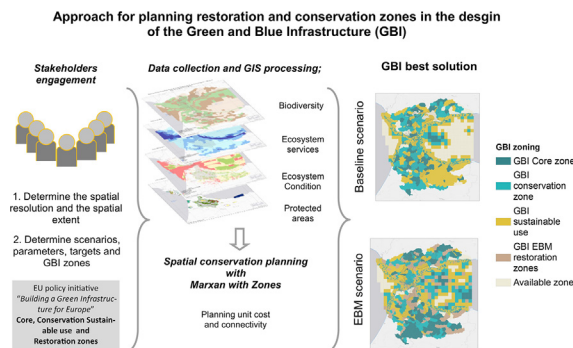 Approach for planning restoration and conservation zones in the desgin
of the Green and Blue Infrastructure (GBI)
Stakeholders
engagement
1. Determine the spatial
resolution and the spatial
extent
2. Determine scenarios,
parameters, targets and
GBI zones
EU policy initiative
"Building a Green Infrastruc-
ture for Europe"
Core, Conservation Sustain-
able use and
Restoration zones
Data collection and GIS processing;
Biodiversity
Ecosystem
services
Ecosystem
Condition
Protected
areas
Spatial conservation planning
with
Marxan with Zones
Planning unit cost
and connectivity
GBI best solution
Baseline scenario
EBM scenario
GBI zoning
GBI Core zone
GBI
conservation
zone
GBI
sustainable
use
GBI EBM
restoration
zones
Available zone